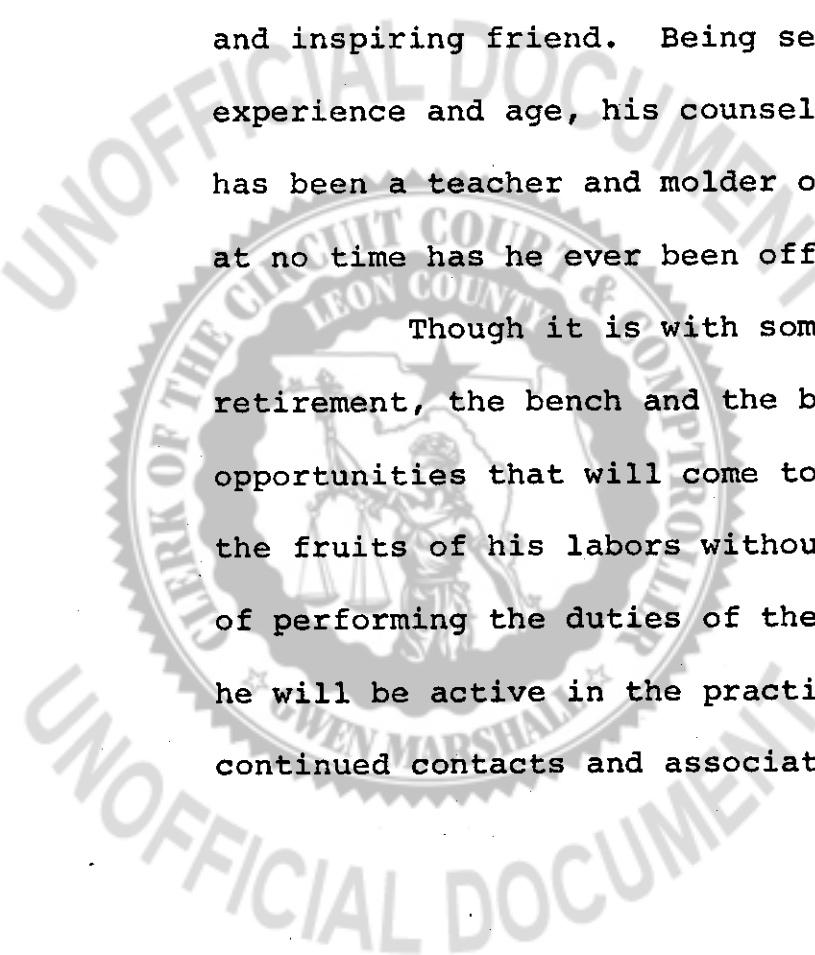 and inspiring friend. Being se
experience and age, his counsel
has been a teacher and molder o
at no time has he ever been off
Though it is with som
retirement, the bench and the b
opportunities that will come to
the fruits of his labors withou
of performing the duties of the
he will be active in the practi
continued contacts and associat
UNOFFICIAL DOCUMENT
CLERK OF THE CIRCUIT COURT & COMPTROLLER
LEON COUNTY
GWEN MARSHALL
UNOFFICIAL DOCUMENT